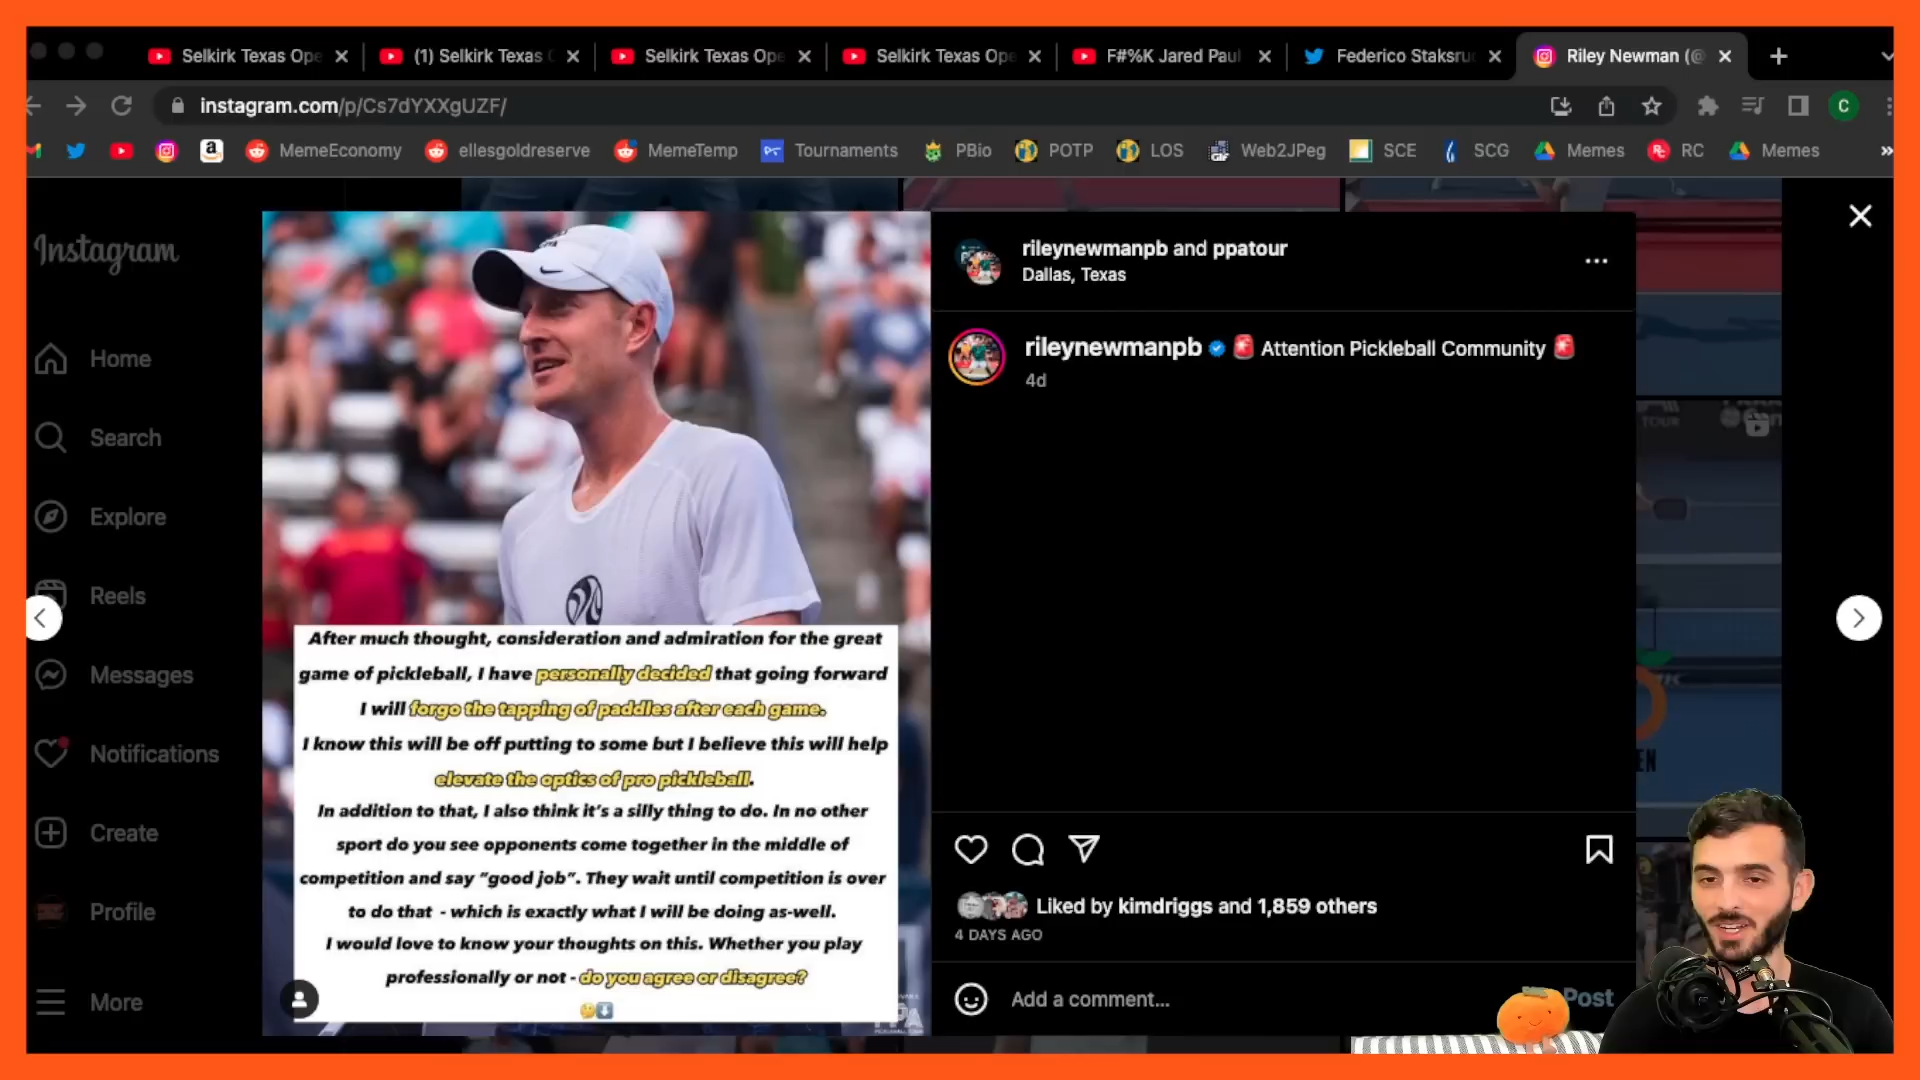 Selkirk Texas Ope
(1) Selkirk Texas
Selkirk Texas Ope
Selkirk Texas Ope
F#%K Jared Paul
Federico Staksru
Riley Newman (@
instagram.com/p/Cs7dYXXgUZF/
C
MemeEconomy
ellesgoldreserve
MemeTemp
Tournaments
PBio
POTP
LOS
Web2JPeg
SCE
SCG
Memes
RC
Memes
Instagram
Home
Search
Explore
Reels
Messages
Notifications
Create
Profile
More
After much thought, consideration and admiration for the great
game of pickleball, I have personally decided that going forward
I will forgo the tapping of paddles after each game.
I know this will be off putting to some but I believe this will help
elevate the optics of pro pickleball.
In addition to that, I also think it's a silly thing to do. In no other
sport do you see opponents come together in the middle of
competition and say "good job". They wait until competition is over
to do that - which is exactly what I will be doing as-well.
I would love to know your thoughts on this. Whether you play
professionally or not - do you agree or disagree?
PPA
rileynewmanpb and ppatour
Dallas, Texas
rileynewmanpb 🚨 Attention Pickleball Community 🚨
4d
Liked by kimdriggs and 1,859 others
4 DAYS AGO
Add a comment...
Post
TOUR
EN